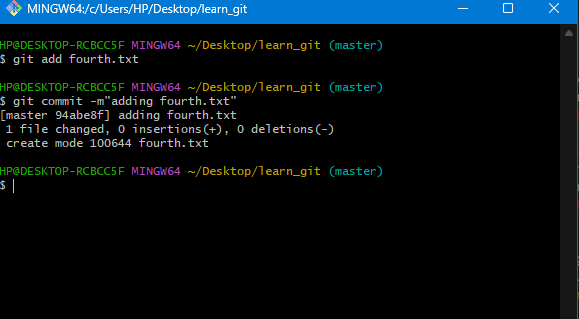 MINGW64:/c/Users/HP/Desktop/learn_git
HP@DESKTOP-RCBCC5F MINGW64 ~/Desktop/learn_git (master)
$ git add fourth.txt
HP@DESKTOP-RCBCC5F MINGW64 ~/Desktop/learn_git (master)
$ git commit -m"adding fourth.txt"
[master 94abe8f] adding fourth.txt
 1 file changed, 0 insertions(+), 0 deletions(-)
 create mode 100644 fourth.txt
HP@DESKTOP-RCBCC5F MINGW64 ~/Desktop/learn_git (master)
$